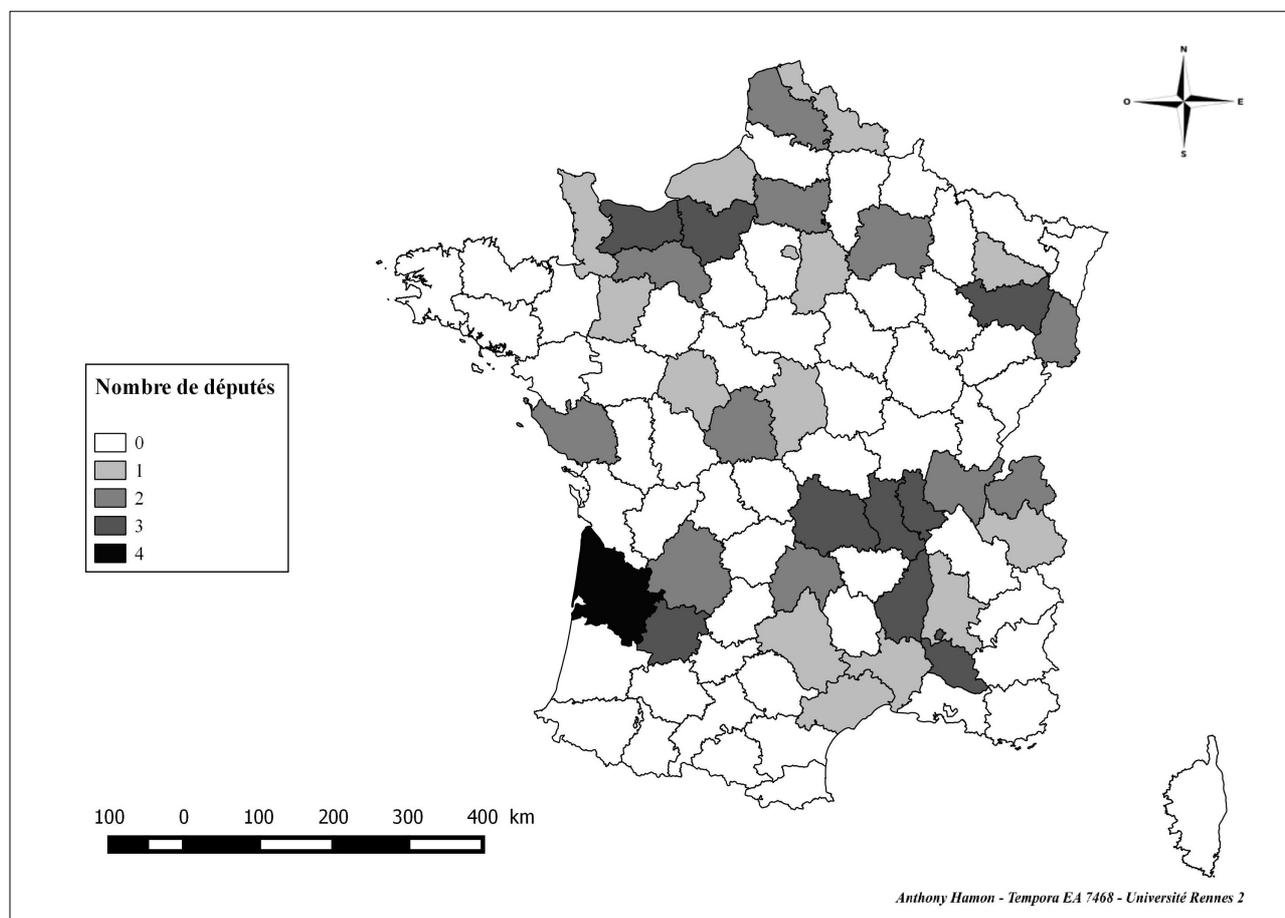 N
O E
S
Nombre de députés
0
1
2
3
4
100 0 100 200 300 400 km
Anthony Hamon - Tempora EA 7468 - Université Rennes 2